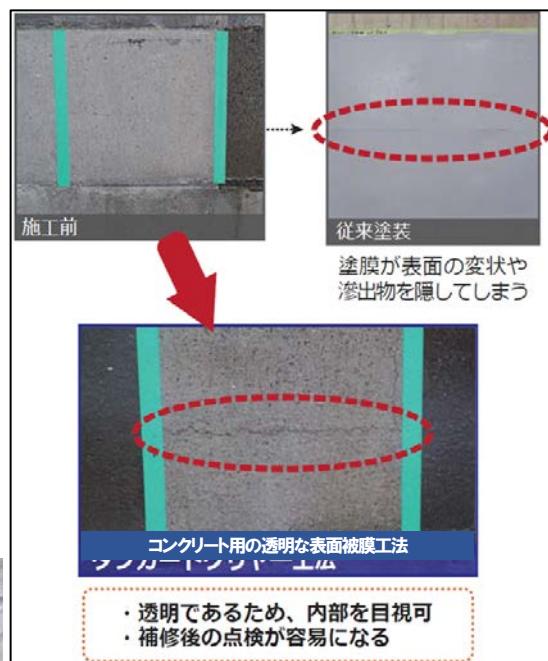 施工前
従来塗装
塗膜が表面の変状や
滲出物を隠してしまう
コンクリート用の透明な表面被膜工法
・透明であるため、内部を目視可
・補修後の点検が容易になる